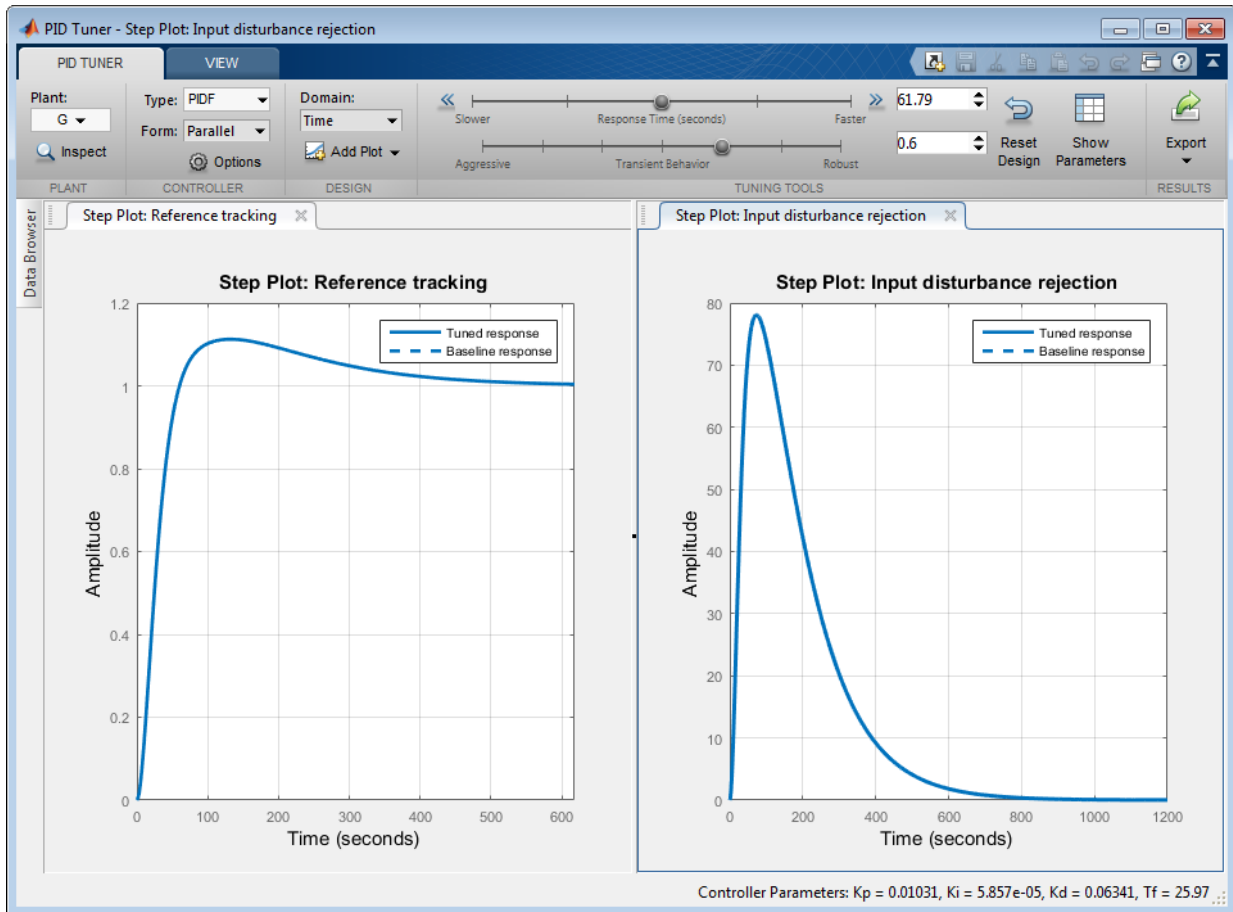 PID Tuner - Step Plot: Input disturbance rejection
PID TUNER VIEW
Plant: Type: PIDF Domain: 61.79
G Time Slower Response Time (seconds) Faster
Form: Parallel 0.6 Reset Show Export
Inspect Options Add Plot Aggressive Transient Behavior Robust Design Parameters
PLANT CONTROLLER DESIGN TUNING TOOLS RESULTS
Data Browser
Step Plot: Reference tracking
Step Plot: Reference tracking
1.2
1
0.8
0.6
0.4
0.2
0
Amplitude
Tuned response
Baseline response
0 100 200 300 400 500 600
Time (seconds)
Step Plot: Input disturbance rejection
Step Plot: Input disturbance rejection
80
70
60
50
40
30
20
10
0
Amplitude
Tuned response
Baseline response
0 200 400 600 800 1000 1200
Time (seconds)
Controller Parameters: Kp = 0.01031, Ki = 5.857e-05, Kd = 0.06341, Tf = 25.97